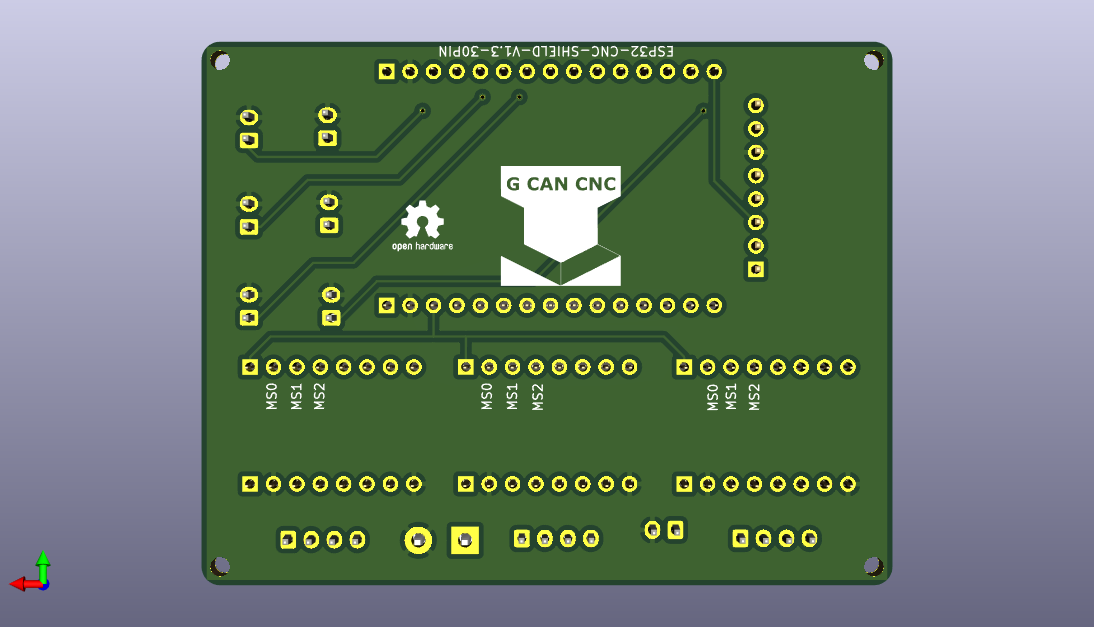 ESP32-CNC-SHIELD-V1.3-30PIN
G CAN CNC
open hardware
MS0
MS1
MS2
MS0
MS1
MS2
MS0
MS1
MS2